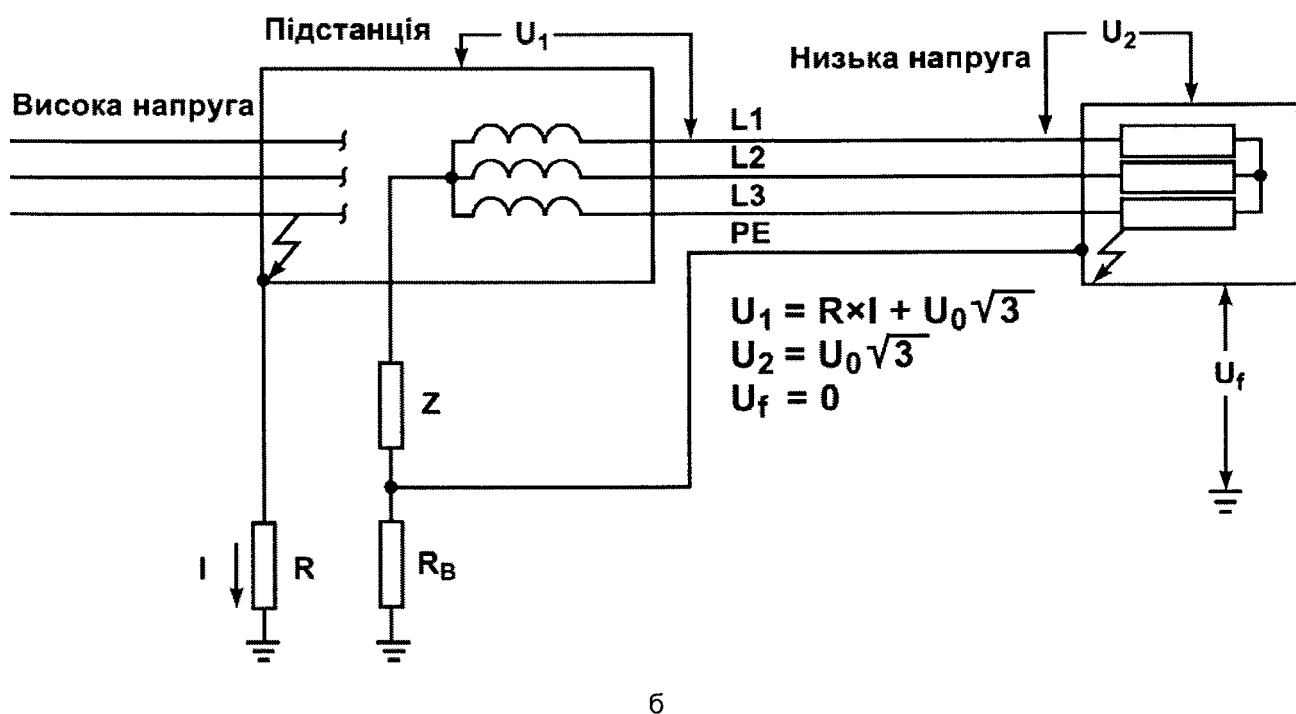 Підстанція
U₁
U₂
Низька напруга
Висока напруга
L1
L2
L3
PE
U₁ = R×I + U₀√3
U₂ = U₀√3
U_f = 0
U_f
Z
I
R
R_B
б